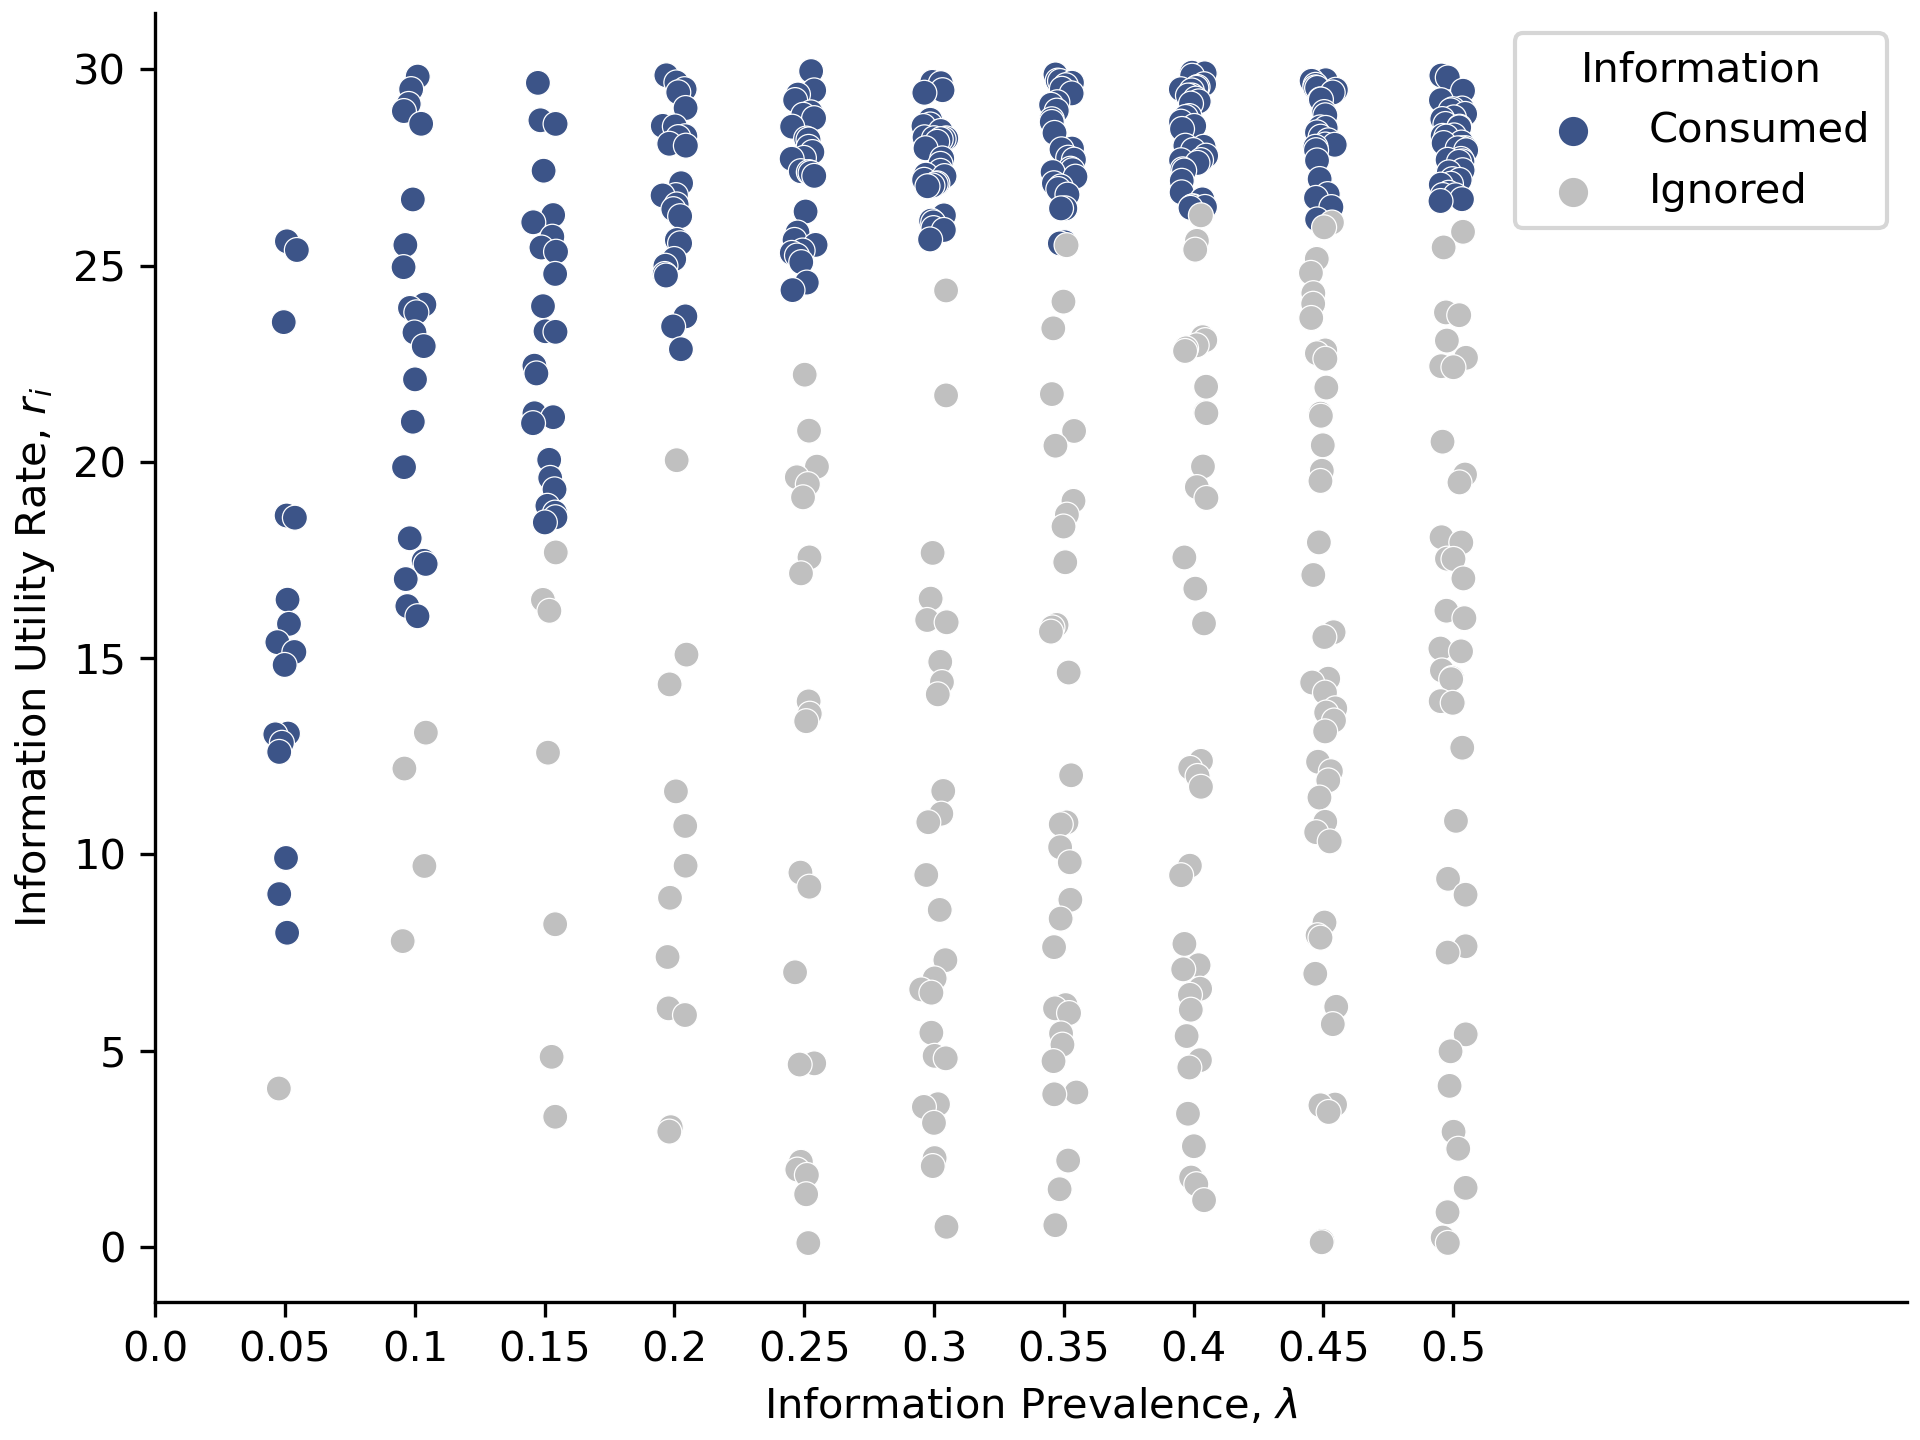 Information
Consumed
Ignored
30
25
20
15
10
5
0
Information Utility Rate, rᵢ
0.0 0.05 0.1 0.15 0.2 0.25 0.3 0.35 0.4 0.45 0.5
Information Prevalence, λ